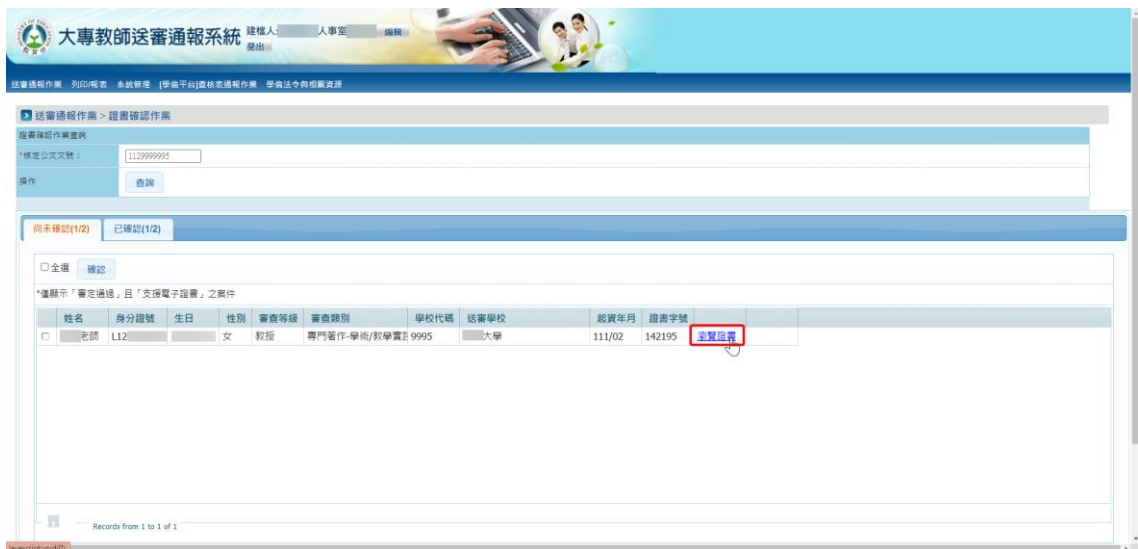 大專教師送審通報系統 建檔人: 人事室 編輯
登出
送審通報作業 列印/報表 系統管理 [學倫平台]查核表通報作業 學倫法令與相關資源
送審通報作業 > 證書確認作業
證書確認作業查詢
*核定公文文號: 1129999995
操作 查詢
尚未確認(1/2) 已確認(1/2)
全選 確認
*僅顯示「審定通過」且「支援電子證書」之案件
姓名 身分證號 生日 性別 審查等級 審查類別 學校代碼 送審學校 起資年月 證書字號
老師 L12 女 教授 專門著作-學術/教學實 9995 大學 111/02 142195 瀏覽證書
Records from 1 to 1 of 1